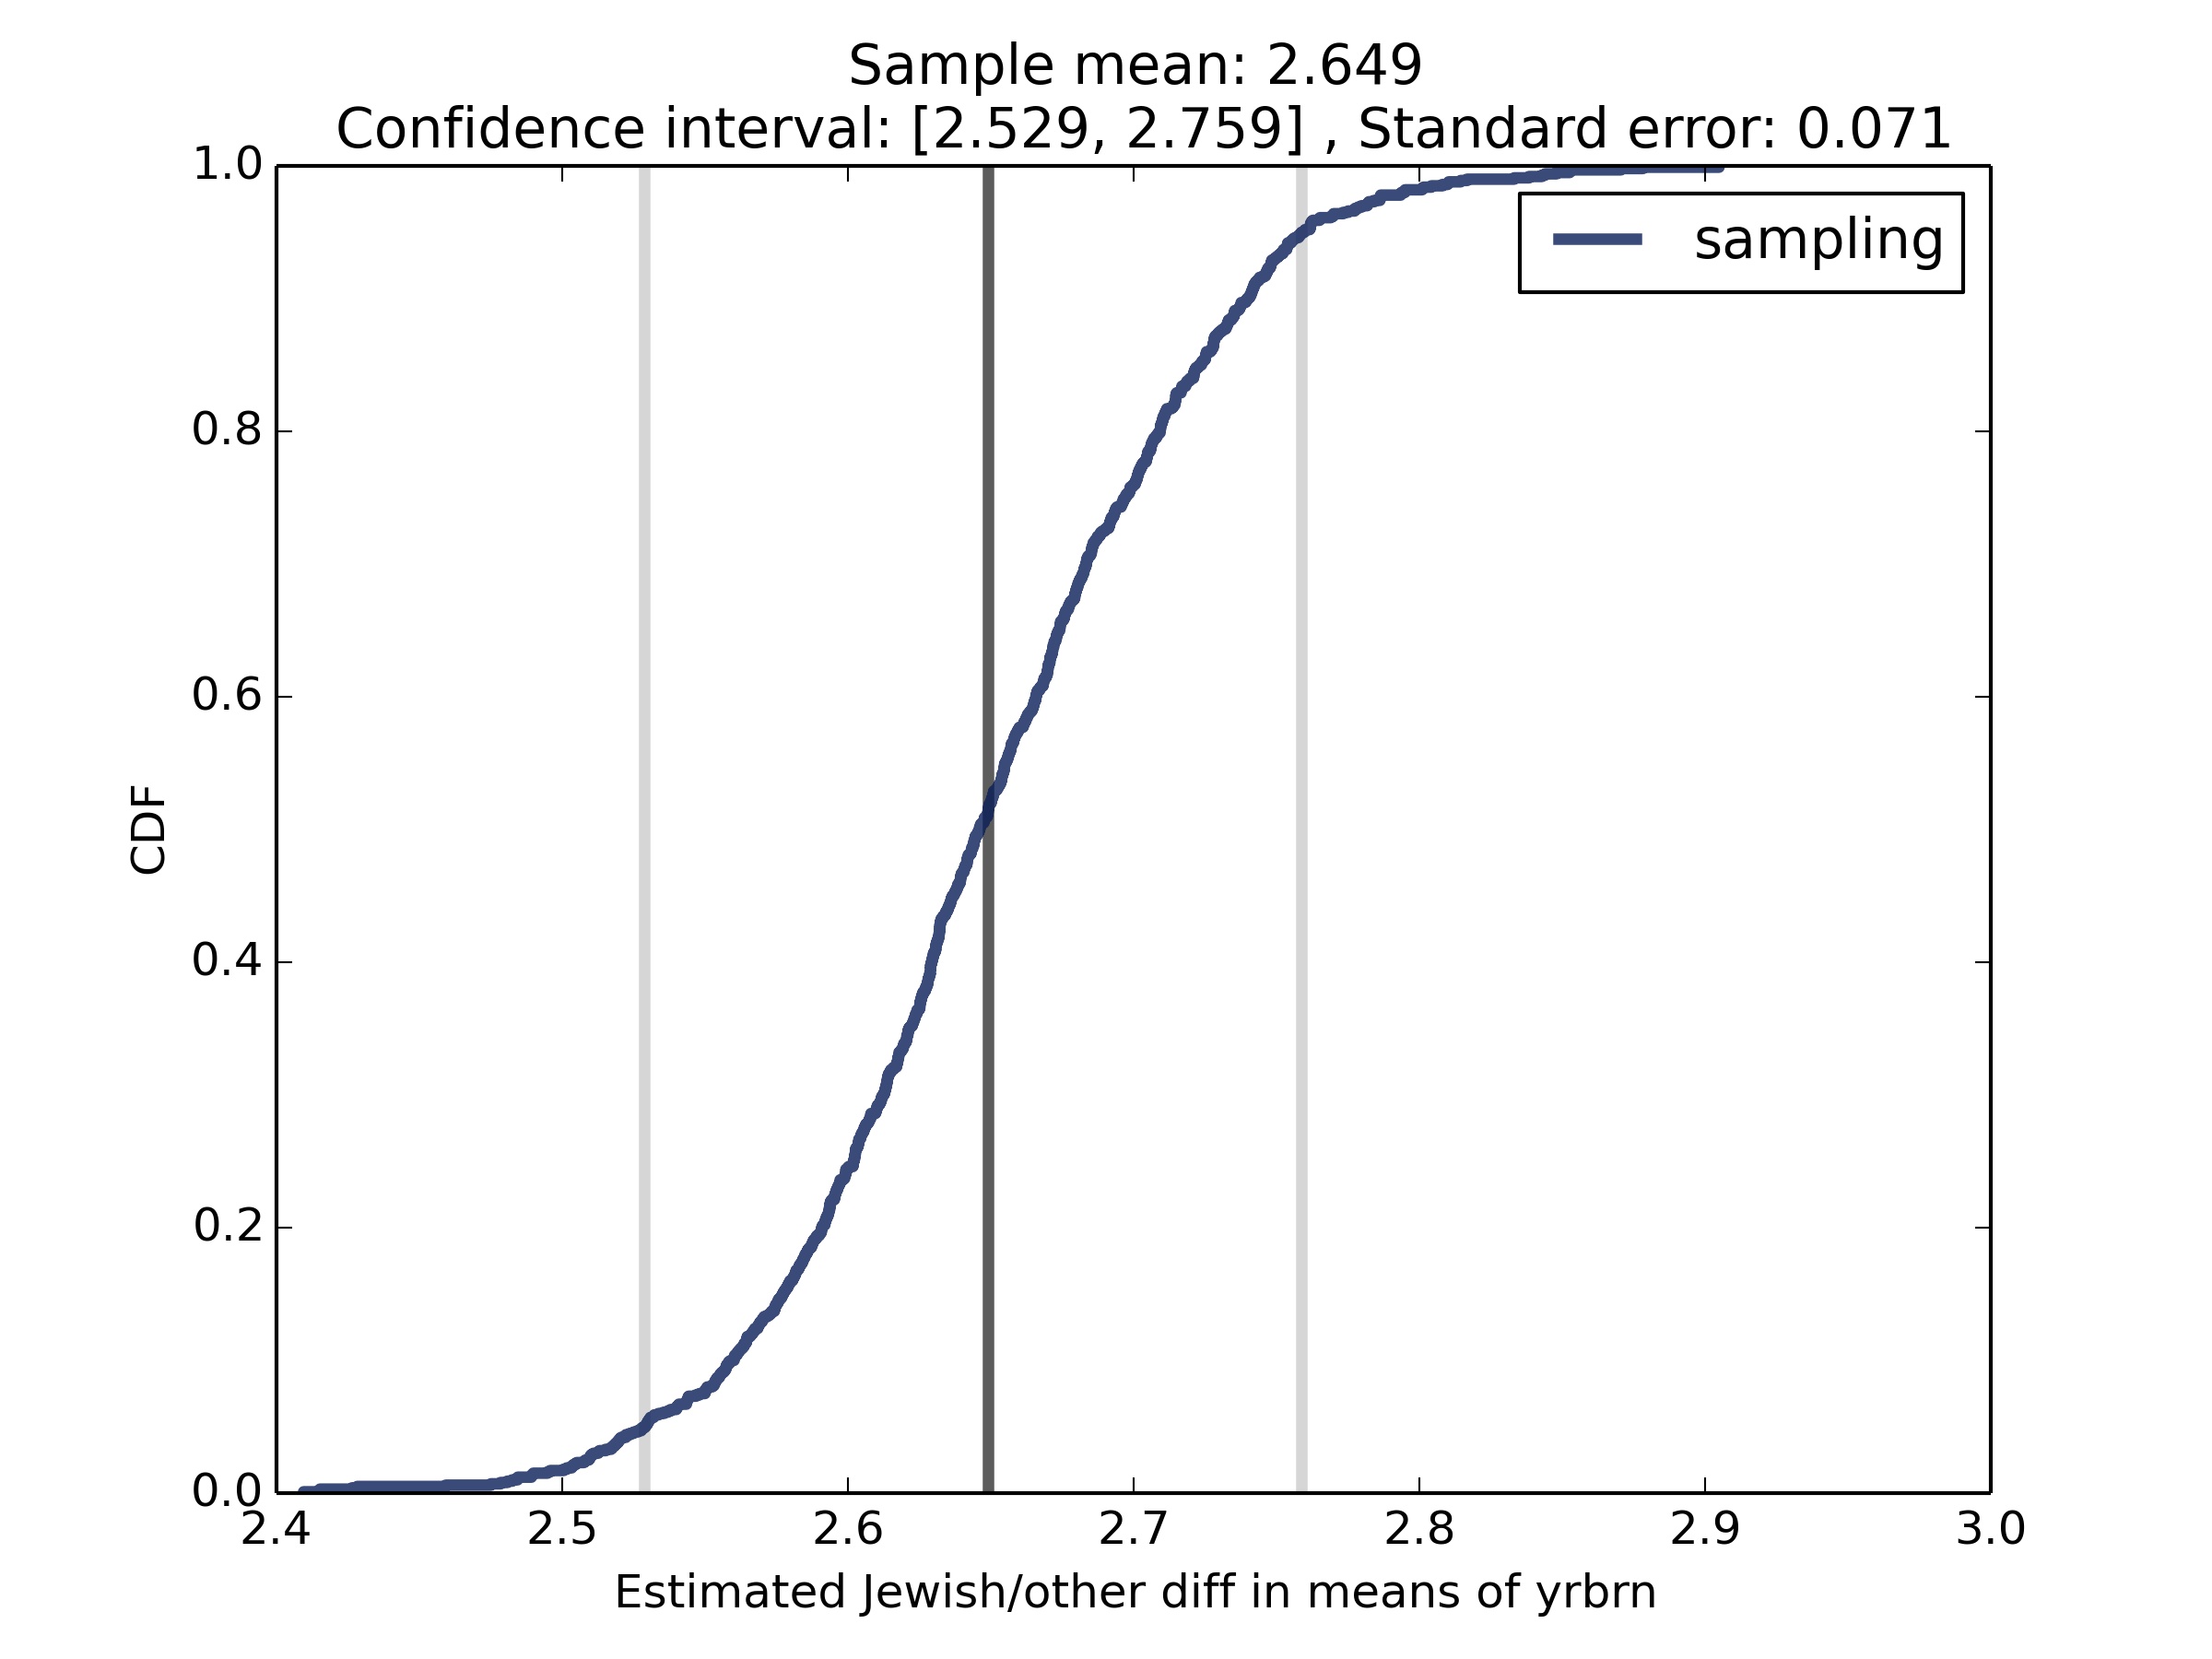 Sample mean: 2.649
Confidence interval: [2.529, 2.759] , Standard error: 0.071
1.0
sampling
0.8
0.6
CDF
0.4
0.2
0.0
2.4 2.5 2.6 2.7 2.8 2.9 3.0
Estimated Jewish/other diff in means of yrbrn